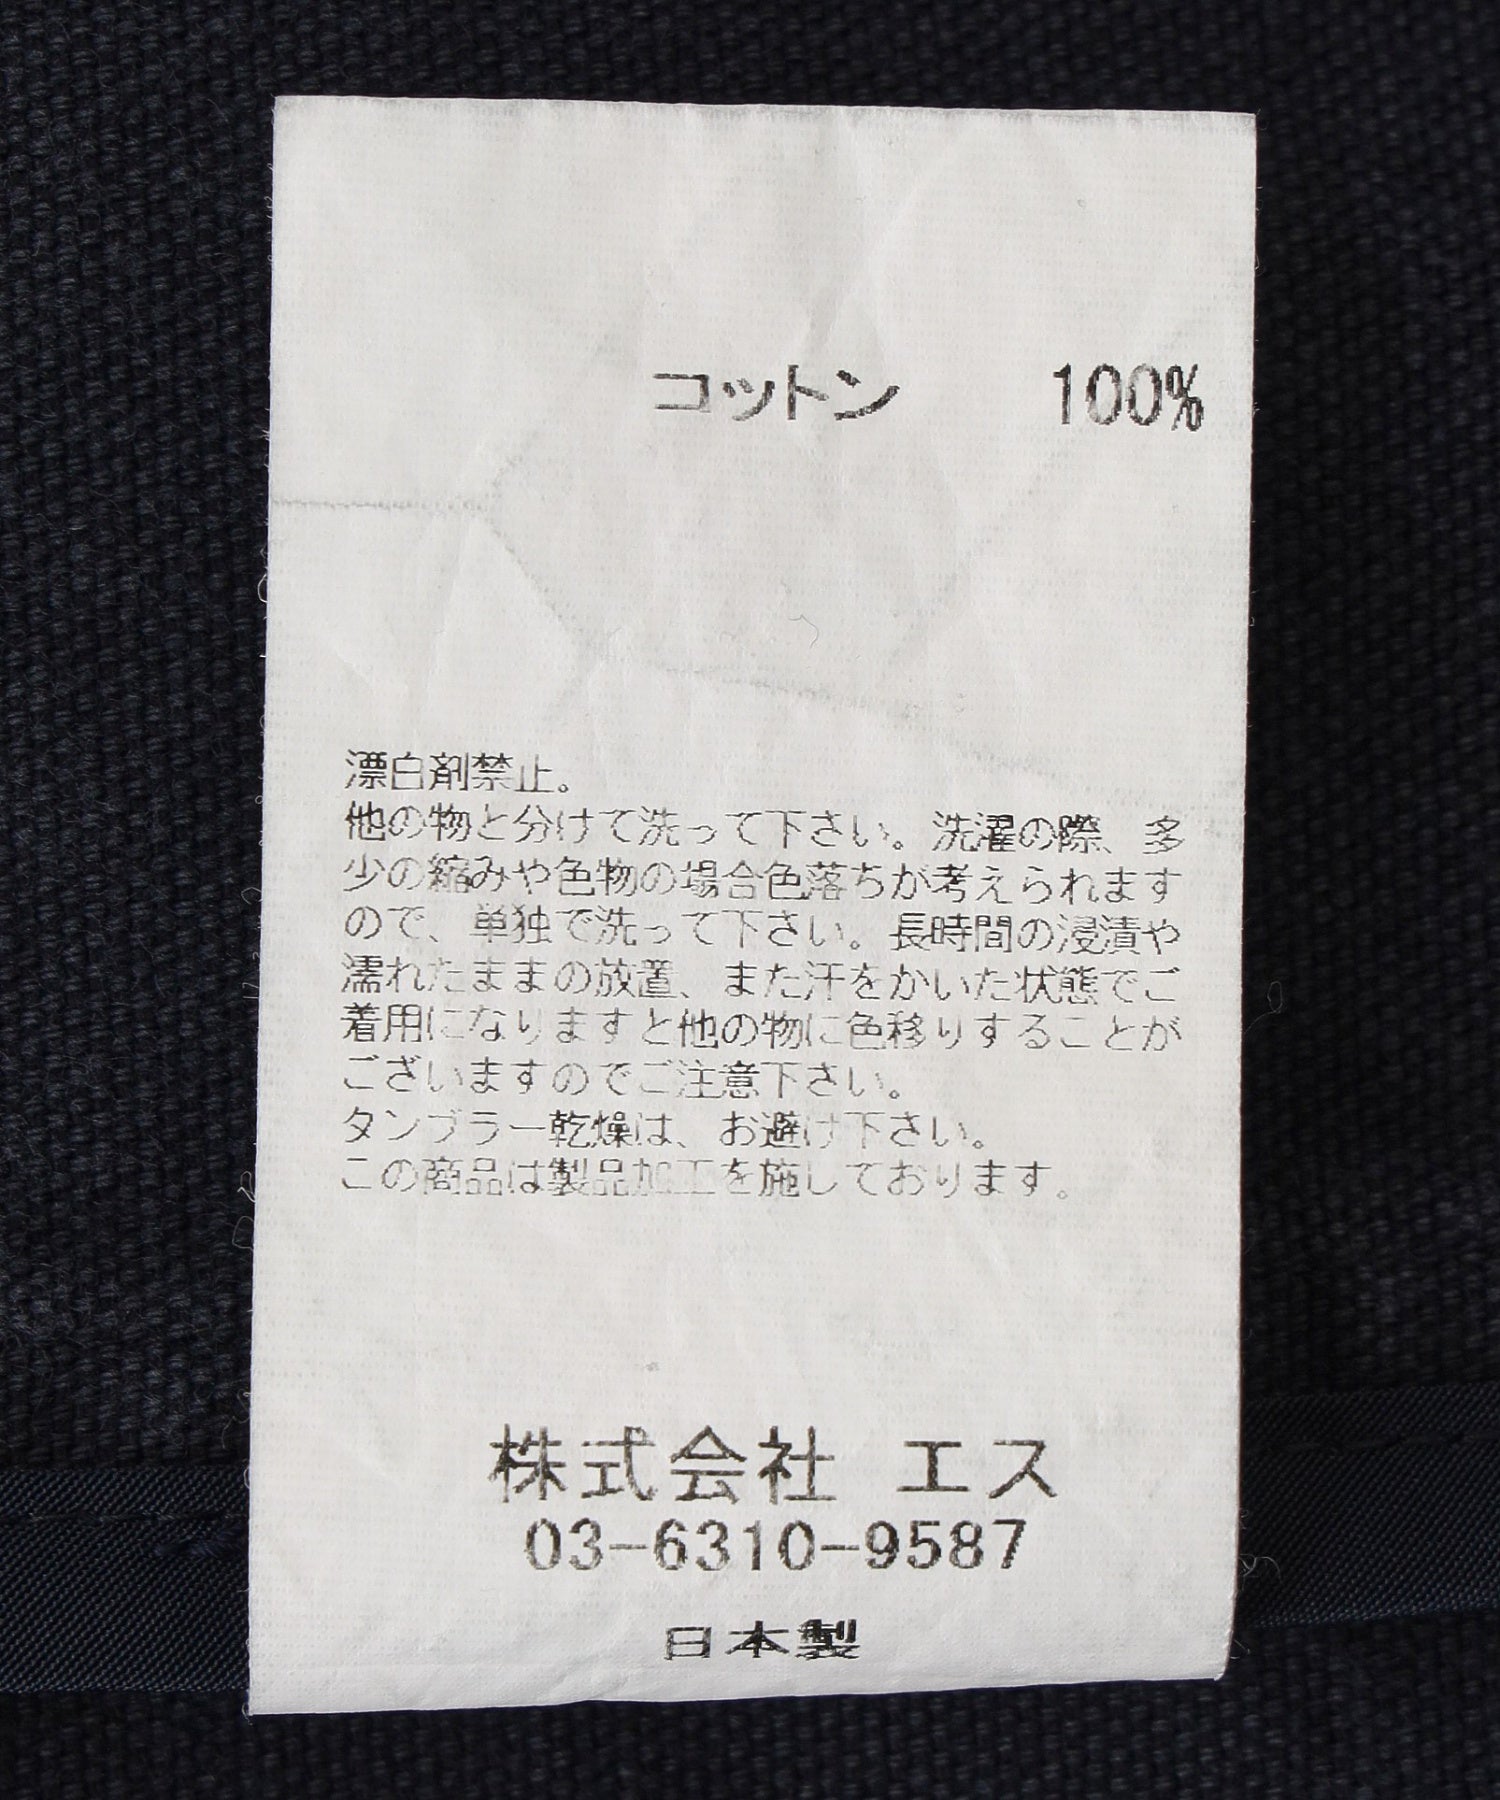 コットン 100%
漂白剤禁止。
他の物と分けて洗って下さい。洗濯の際、多
少の縮みや色物の場合色落ちが考えられます
ので、単独で洗って下さい。長時間の浸漬や
濡れたままの放置、また汗をかいた状態でご
着用になりますと他の物に色移りすることが
ございますのでご注意下さい。
タンブラー乾燥は、お避け下さい。
この商品は製品加工を施しております。
株式会社 エス
03-6310-9587
日本製